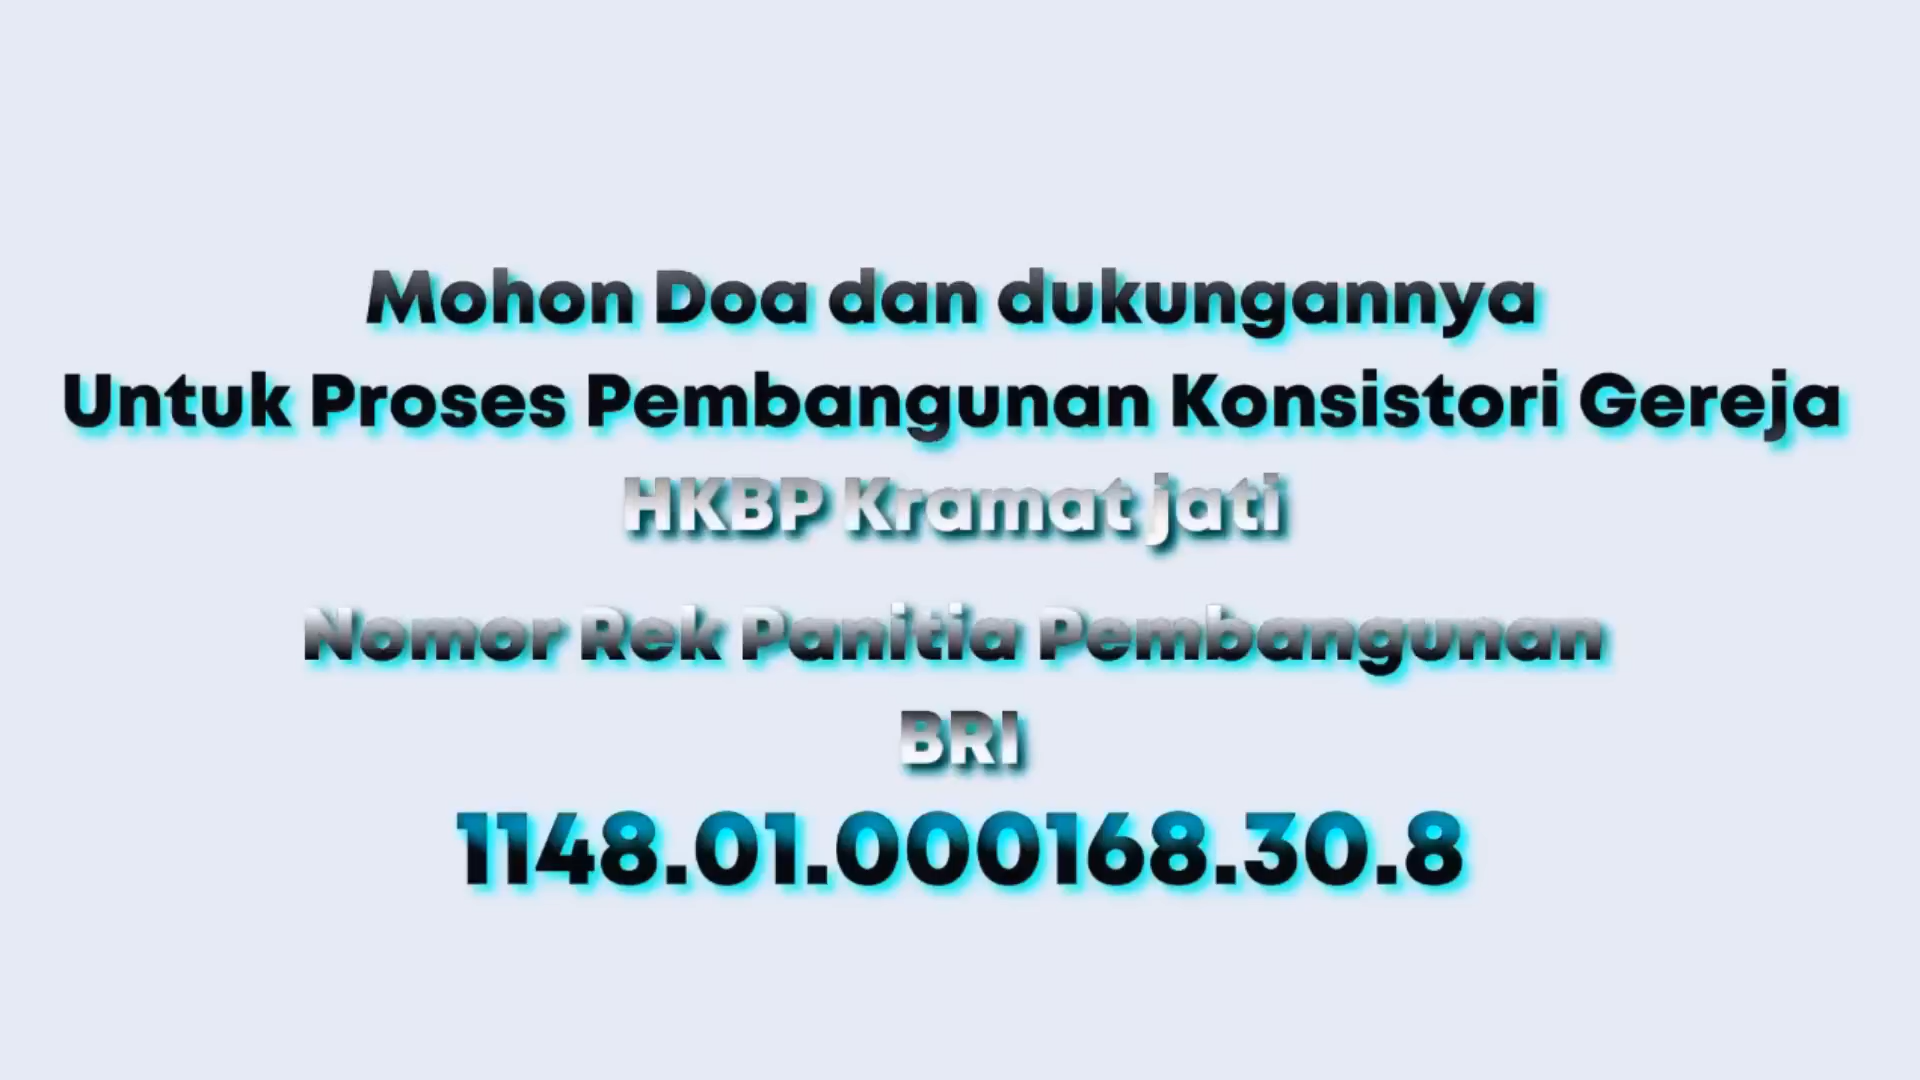 Mohon Doa dan dukungannya
Untuk Proses Pembangunan Konsistori Gereja
HKBP Kramat jati
Nomor Rek Panitia Pembangunan
BRI
1148.01.000168.30.8